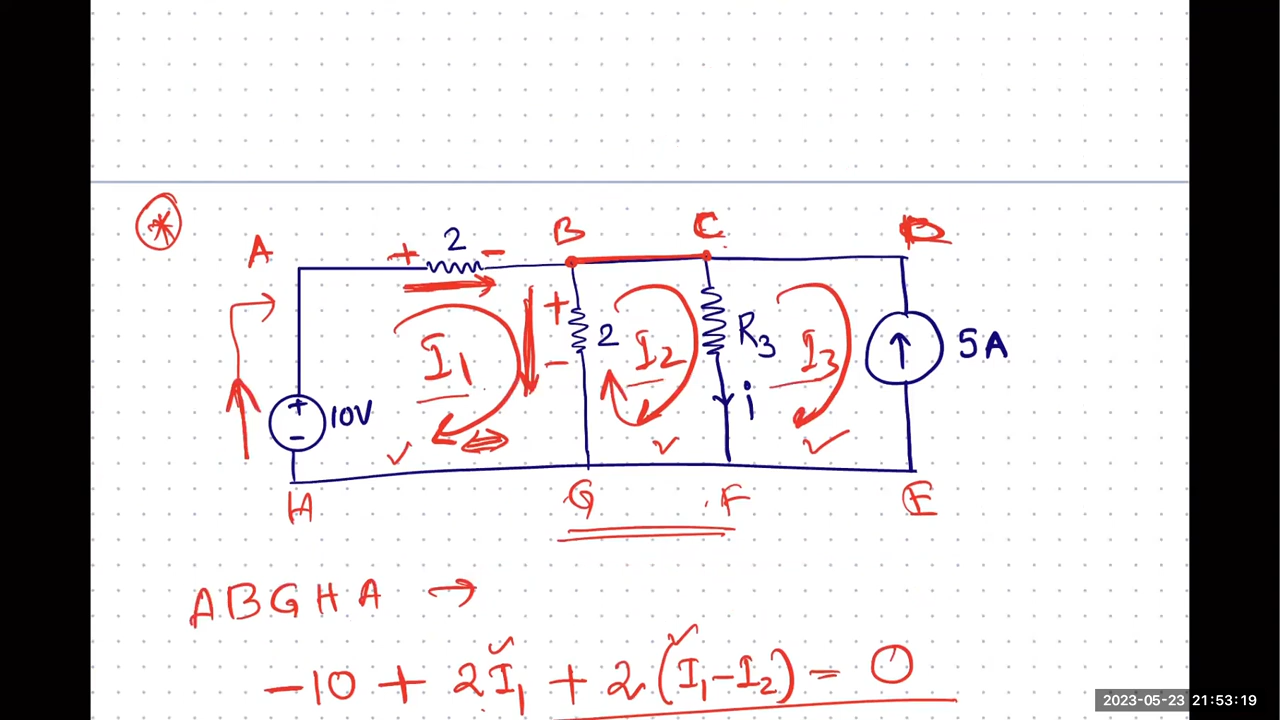 *
A 2 B C D
+ -
+ 2 R3 5A
-
I1 I2 I3
i
+ 10V
-
H G F E
A B G H A →
-10 + 2I1 + 2(I1-I2) = 0
2023-05-23 21:53:19